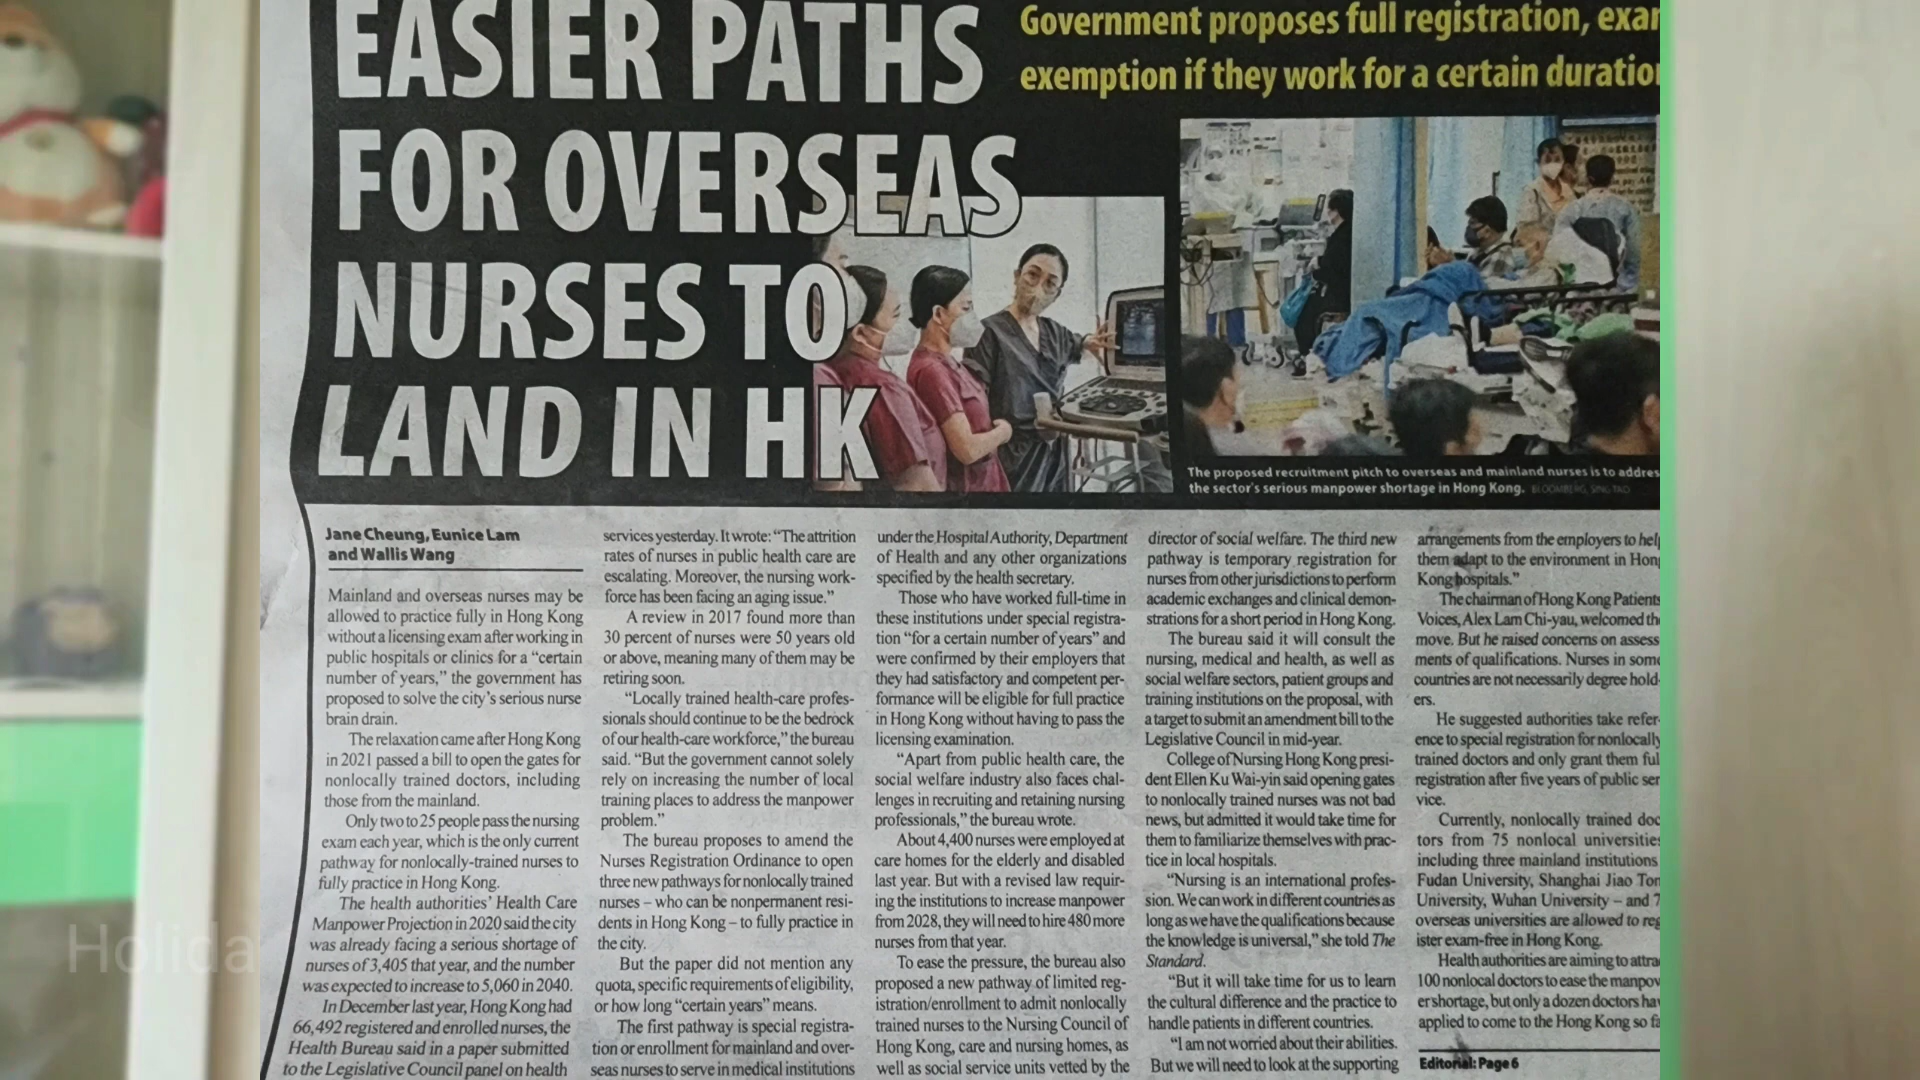 EASIER PATHS
FOR OVERSEAS
NURSES TO
LAND IN HK
Government proposes full registration,
exemption if they work for a certain
The proposed recruitment pitch to overseas and mainland nurses is to
the sector's serious manpower shortage in Hong Kong. BLOOMBERG, SING TAO
Jane Cheung, Eunice Lam
and Wallis Wang
Mainland and overseas nurses may be
allowed to practice fully in Hong Kong
without a licensing exam after working in
public hospitals or clinics for a "certain
number of years," the government has
proposed to solve the city's serious nurse
brain drain.
The relaxation came after Hong Kong
in 2021 passed a bill to open the gates for
nonlocally trained doctors, including
those from the mainland.
Only two to 25 people pass the nursing
exam each year, which is the only current
pathway for nonlocally-trained nurses to
fully practice in Hong Kong.
The health authorities' Health Care
Manpower Projection in 2020 said the city
was already facing a serious shortage of
nurses of 3,405 that year, and the number
was expected to increase to 5,060 in 2040.
In December last year, Hong Kong had
66,492 registered and enrolled nurses, the
Health Bureau said in a paper submitted
to the Legislative Council panel on health
services yesterday. It wrote: "The attrition
rates of nurses in public health care are
escalating. Moreover, the nursing work-
force has been facing an aging issue."
A review in 2017 found more than
30 percent of nurses were 50 years old
or above, meaning many of them may be
retiring soon.
"Locally trained health-care profes-
sionals should continue to be the bedrock
of our health-care workforce," the bureau
said. "But the government cannot solely
rely on increasing the number of local
training places to address the manpower
problem."
The bureau proposes to amend the
Nurses Registration Ordinance to open
three new pathways for nonlocally trained
nurses – who can be nonpermanent resi-
dents in Hong Kong – to fully practice in
the city.
But the paper did not mention any
quota, specific requirements of eligibility,
or how long "certain years" means.
The first pathway is special registra-
tion or enrollment for mainland and over-
seas nurses to serve in medical institutions
under the Hospital Authority, Department
of Health and any other organizations
specified by the health secretary.
Those who have worked full-time in
these institutions under special registra-
tion "for a certain number of years" and
were confirmed by their employers that
they had satisfactory and competent per-
formance will be eligible for full practice
in Hong Kong without having to pass the
licensing examination.
"Apart from public health care, the
social welfare industry also faces chal-
lenges in recruiting and retaining nursing
professionals," the bureau wrote.
About 4,400 nurses were employed at
care homes for the elderly and disabled
last year. But with a revised law requir-
ing the institutions to increase manpower
from 2028, they will need to hire 480 more
nurses from that year.
To ease the pressure, the bureau also
proposed a new pathway of limited reg-
istration/enrollment to admit nonlocally
trained nurses to the Nursing Council of
Hong Kong, care and nursing homes, as
well as social service units vetted by the
director of social welfare. The third new
pathway is temporary registration for
nurses from other jurisdictions to perform
academic exchanges and clinical demon-
strations for a short period in Hong Kong.
The bureau said it will consult the
nursing, medical and health, as well as
social welfare sectors, patient groups and
training institutions on the proposal, with
a target to submit an amendment bill to the
Legislative Council in mid-year.
College of Nursing Hong Kong presi-
dent Ellen Ku Wai-yin said opening gates
to nonlocally trained nurses was not bad
news, but admitted it would take time for
them to familiarize themselves with prac-
tice in local hospitals.
"Nursing is an international profes-
sion. We can work in different countries as
long as we have the qualifications because
the knowledge is universal," she told The
Standard.
"But it will take time for us to learn
the cultural difference and the practice to
handle patients in different countries.
"I am not worried about their abilities.
But we will need to look at the supporting
arrangements from the employers to help
them adapt to the environment in Hong
Kong hospitals."
The chairman of Hong Kong Patients
Voices, Alex Lam Chi-yau, welcomed the
move. But he raised concerns on assess
ments of qualifications. Nurses in some
countries are not necessarily degree hold-
ers.
He suggested authorities take refer-
ence to special registration for nonlocally
trained doctors and only grant them full
registration after five years of public ser
vice.
Currently, nonlocally trained doc
tors from 75 nonlocal universities
including three mainland institutions
Fudan University, Shanghai Jiao
University, Wuhan University – and
overseas universities are allowed to reg
ister exam-free in Hong Kong.
Health authorities are aiming to
100 nonlocal doctors to ease the
er shortage, but only a dozen doctors
applied to come to the Hong Kong so
Editorial: Page 6